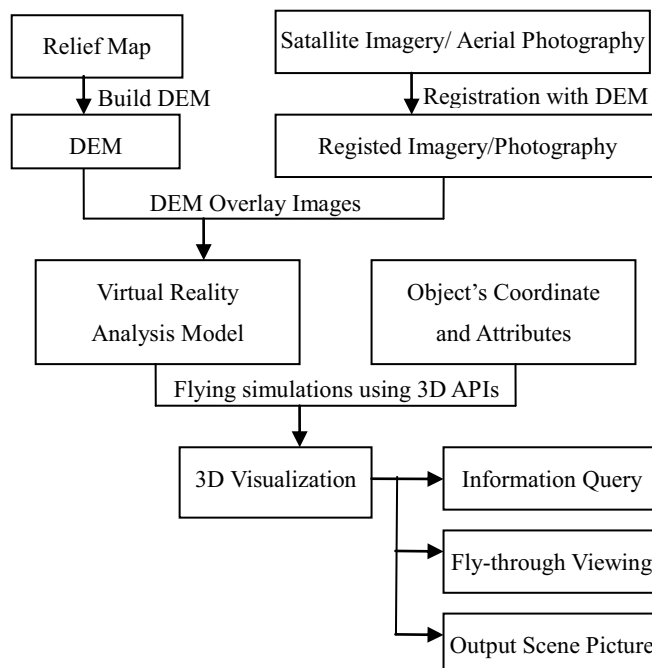 Relief Map
Satallite Imagery/ Aerial Photography
Build DEM
Registration with DEM
DEM
Registed Imagery/Photography
DEM Overlay Images
Virtual Reality
Analysis Model
Object's Coordinate
and Attributes
Flying simulations using 3D APIs
3D Visualization
Information Query
Fly-through Viewing
Output Scene Picture